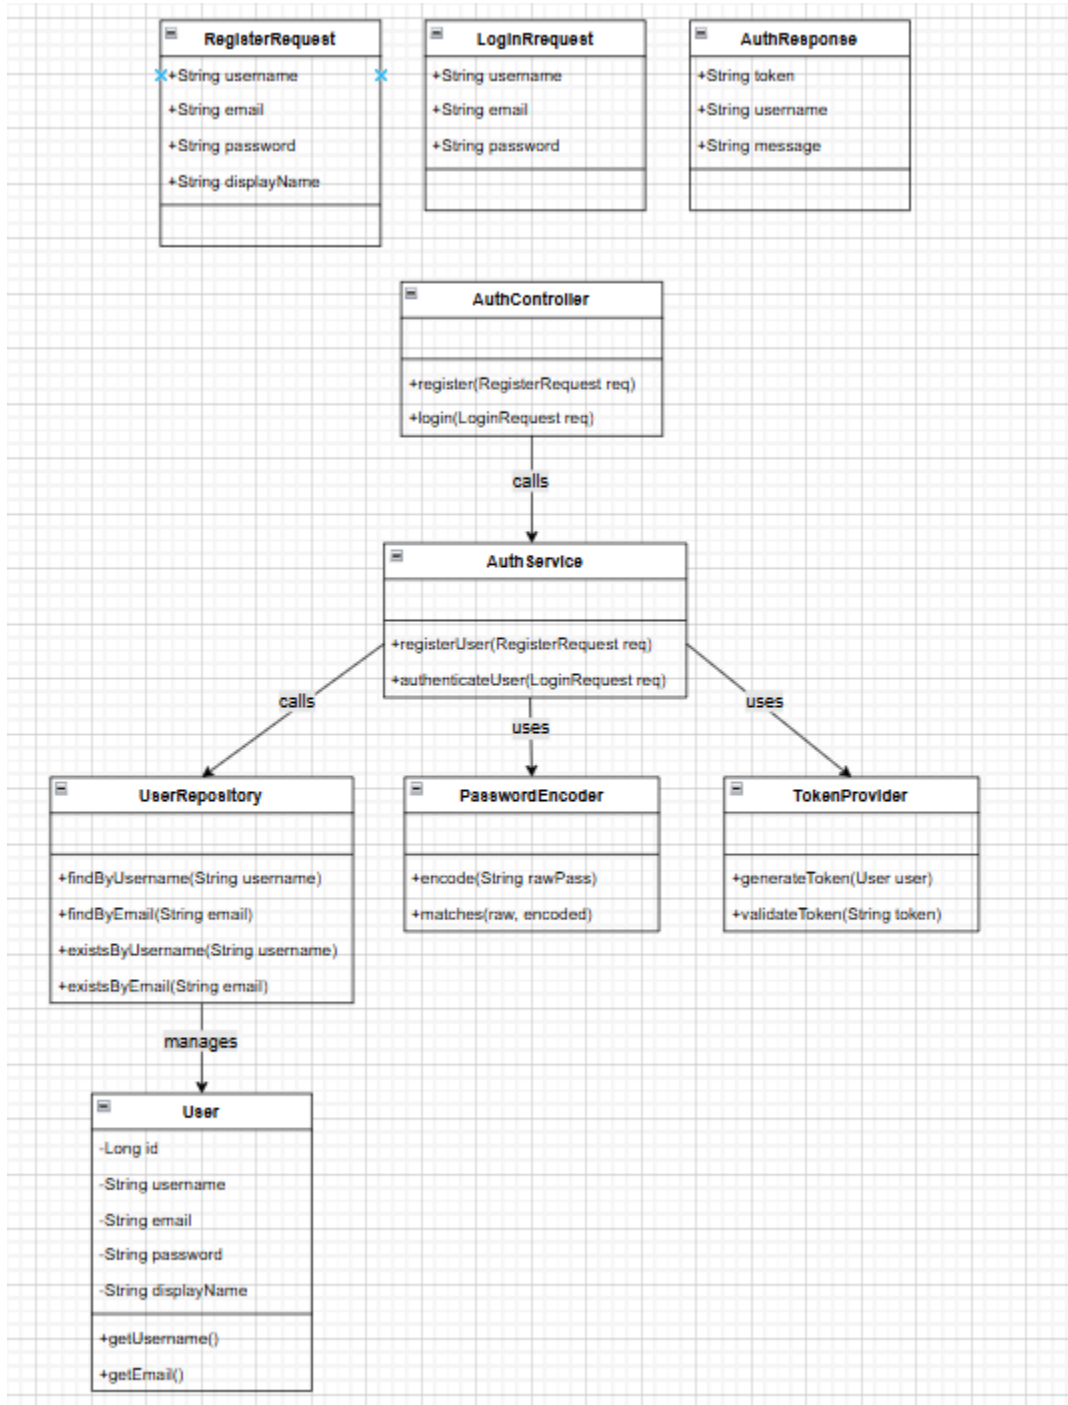 RegisterRequest
+String username
+String email
+String password
+String displayName
LoginRrequest
+String username
+String email
+String password
AuthResponse
+String token
+String username
+String message
AuthController
+register(RegisterRequest req)
+login(LoginRequest req)
calls
AuthService
+registerUser(RegisterRequest req)
+authenticateUser(LoginRequest req)
calls
uses
uses
UserRepository
+findByUsername(String username)
+findByEmail(String email)
+existsByUsername(String username)
+existsByEmail(String email)
PasswordEncoder
+encode(String rawPass)
+matches(raw, encoded)
TokenProvider
+generateToken(User user)
+validateToken(String token)
manages
User
-Long id
-String username
-String email
-String password
-String displayName
+getUsername()
+getEmail()